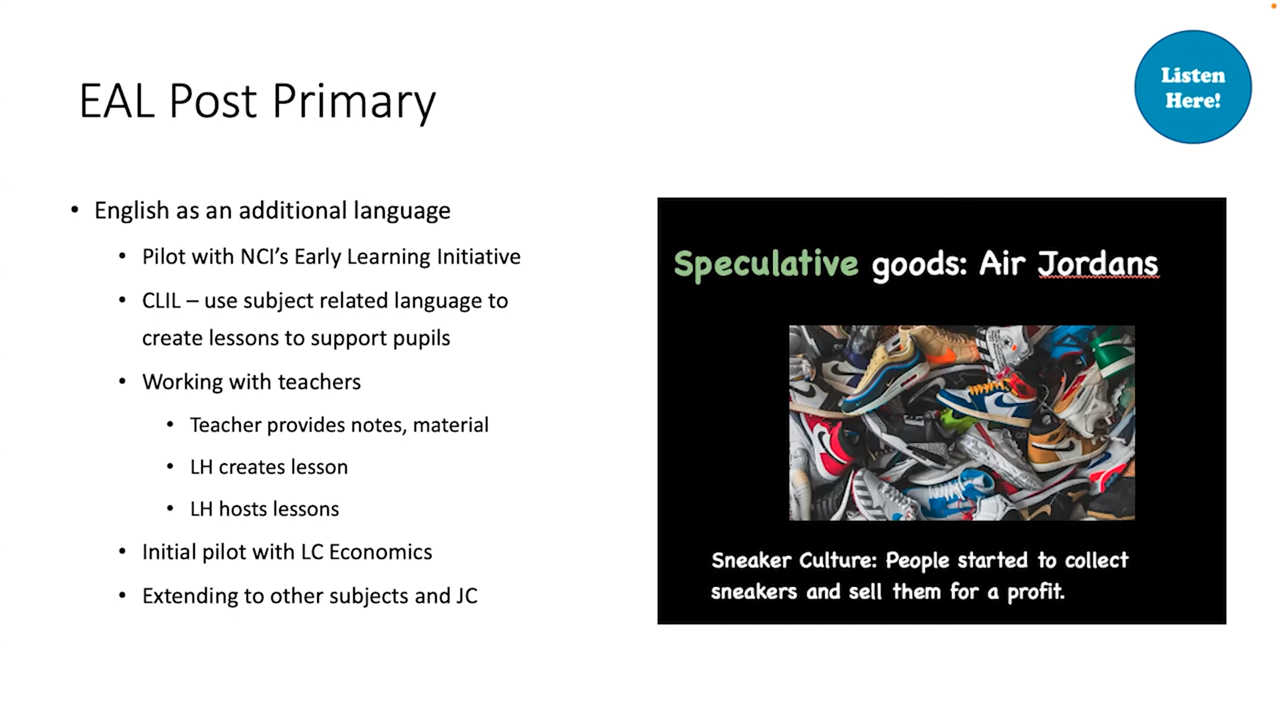 Listen
Here!
EAL Post Primary
• English as an additional language
• Pilot with NCI's Early Learning Initiative
• CLIL – use subject related language to
create lessons to support pupils
• Working with teachers
• Teacher provides notes, material
• LH creates lesson
• LH hosts lessons
• Initial pilot with LC Economics
• Extending to other subjects and JC
Speculative goods: Air Jordans
Sneaker Culture: People started to collect
sneakers and sell them for a profit.